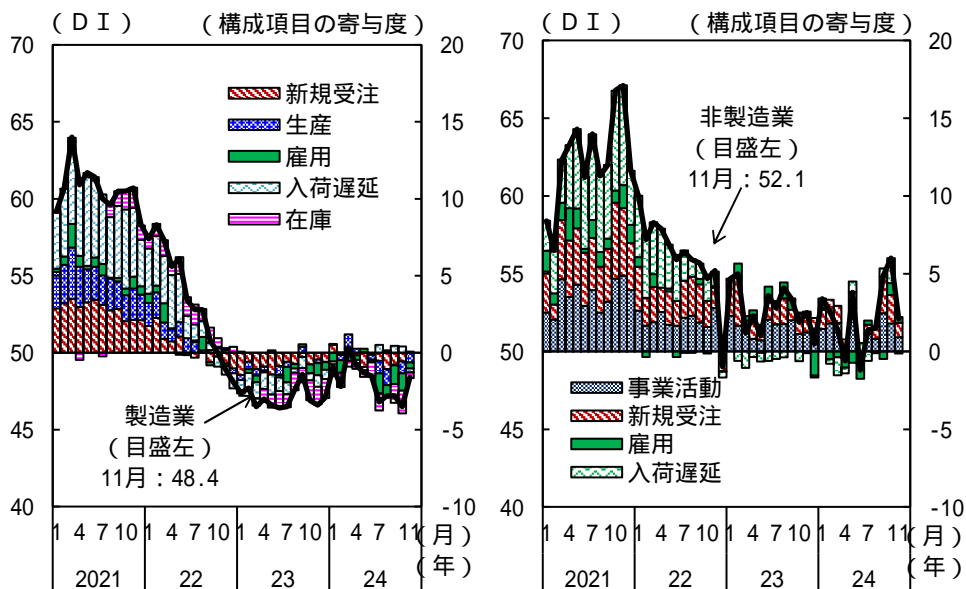 (ＤＩ) (構成項目の寄与度)
70 20
65 15
60 10
55 5
50 0
45 -5
40 -10
新規受注
生産
雇用
入荷遅延
在庫
製造業
(目盛左)
11月：48.4
1 4 7 10 1 4 7 10 1 4 7 10 1 4 7 10 (月)
2021 22 23 24 (年)
(ＤＩ) (構成項目の寄与度)
70 20
65 15
60 10
55 5
50 0
45 -5
40 -10
非製造業
(目盛左)
11月：52.1
事業活動
新規受注
雇用
入荷遅延
1 4 7 10 1 4 7 10 1 4 7 10 1 4 7 11 (月)
2021 22 23 24 (年)